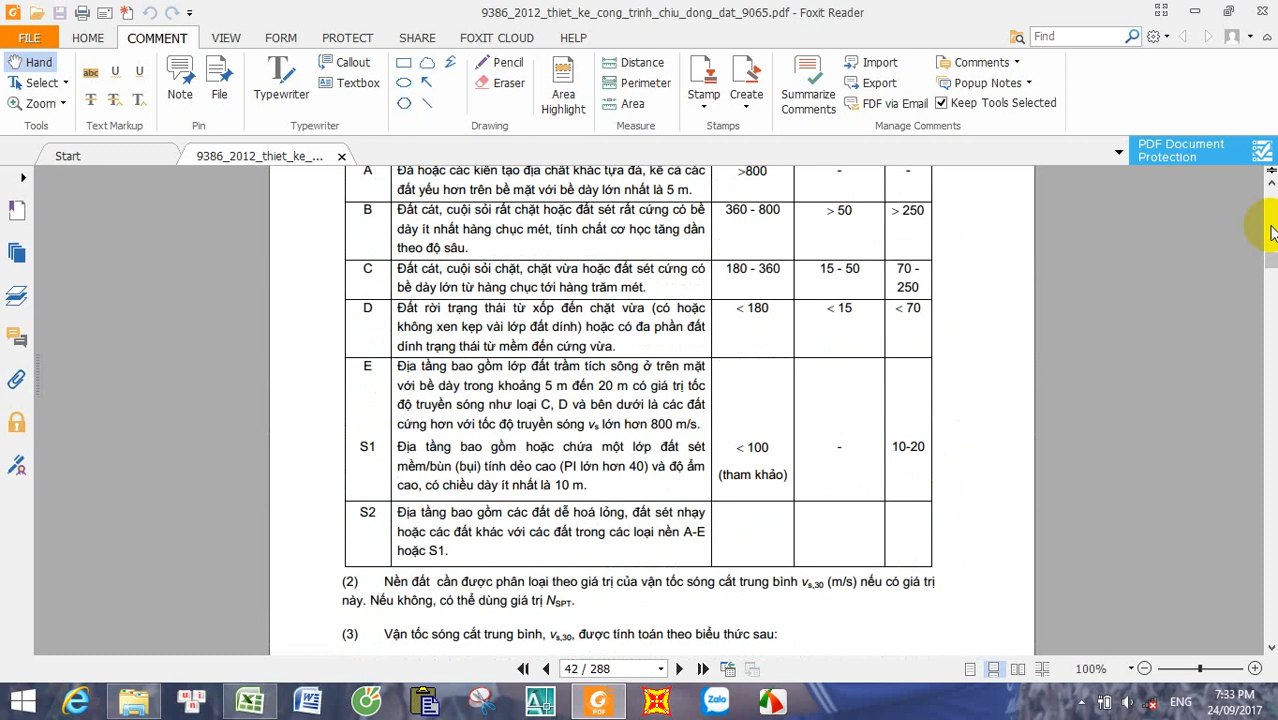 9386_2012_thiet_ke_cong_trinh_chiu_dong_dat_9065.pdf - Foxit Reader
FILE HOME COMMENT VIEW FORM PROTECT SHARE FOXIT CLOUD HELP Find
Hand
Select
Zoom
Tools
abc U U
T T T
Text Markup
Note
File
Pin
Typewriter
Callout
Textbox
Typewriter
Pencil
Eraser
Drawing
Area
Highlight
Distance
Perimeter
Area
Measure
Stamp
Create
Stamps
Summarize
Comments
Import
Export
FDF via Email
Comments
Popup Notes
Keep Tools Selected
Manage Comments
Start
9386_2012_thiet_ke_...
PDF Document
Protection
A Đá hoặc các kiến tạo địa chất khác tựa đá, kể cả các >800 - -
đất yếu hơn trên bề mặt với bề dày lớn nhất là 5 m.
B Đất cát, cuội sỏi rất chặt hoặc đất sét rất cứng có bề 360 - 800 > 50 > 250
dày ít nhất hàng chục mét, tính chất cơ học tăng dần
theo độ sâu.
C Đất cát, cuội sỏi chặt, chặt vừa hoặc đất sét cứng có 180 - 360 15 - 50 70 -
bề dày lớn từ hàng chục tới hàng trăm mét. 250
D Đất rời trạng thái từ xốp đến chặt vừa (có hoặc < 180 < 15 < 70
không xen kẹp vài lớp đất dính) hoặc có đa phần đất
dính trạng thái từ mềm đến cứng vừa.
E Địa tầng bao gồm lớp đất trầm tích sông ở trên mặt
với bề dày trong khoảng 5 m đến 20 m có giá trị tốc
độ truyền sóng như loại C, D và bên dưới là các đất
cứng hơn với tốc độ truyền sóng vs lớn hơn 800 m/s.
S1 Địa tầng bao gồm hoặc chứa một lớp đất sét < 100 - 10-20
mềm/bùn (bụi) tính dẻo cao (PI lớn hơn 40) và độ ẩm (tham khảo)
cao, có chiều dày ít nhất là 10 m.
S2 Địa tầng bao gồm các đất dễ hoá lỏng, đất sét nhạy
hoặc các đất khác với các đất trong các loại nền A-E
hoặc S1.
(2) Nền đất cần được phân loại theo giá trị của vận tốc sóng cắt trung bình vs,30 (m/s) nếu có giá trị
này. Nếu không, có thể dùng giá trị NSPT.
(3) Vận tốc sóng cắt trung bình, vs,30, được tính toán theo biểu thức sau:
42 / 288 100%
Zalo ENG 7:33 PM
24/09/2017